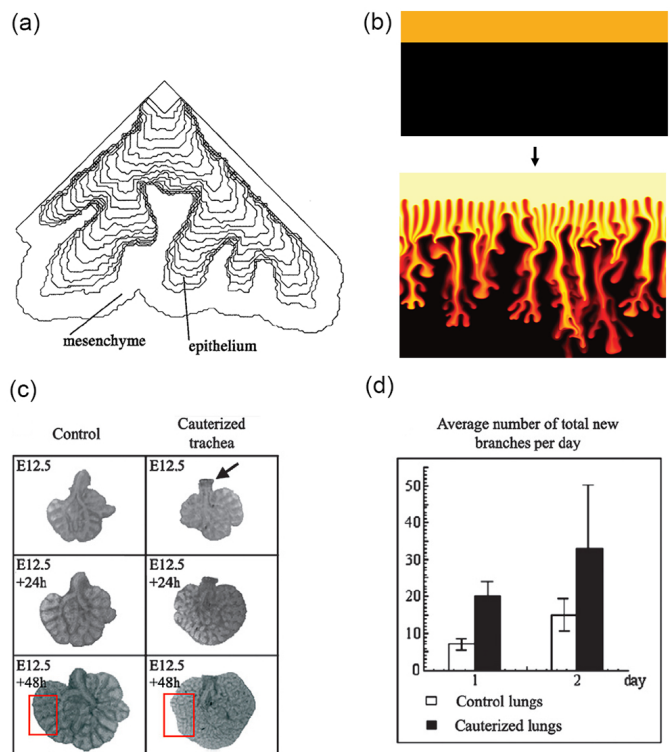 (a)
mesenchyme
epithelium
(b)
(c)
Control
Cauterized
trachea
E12.5
E12.5
E12.5
+24h
E12.5
+24h
E12.5
+48h
E12.5
+48h
(d)
Average number of total new
branches per day
50
40
30
20
10
0
1
2
day
Control lungs
Cauterized lungs